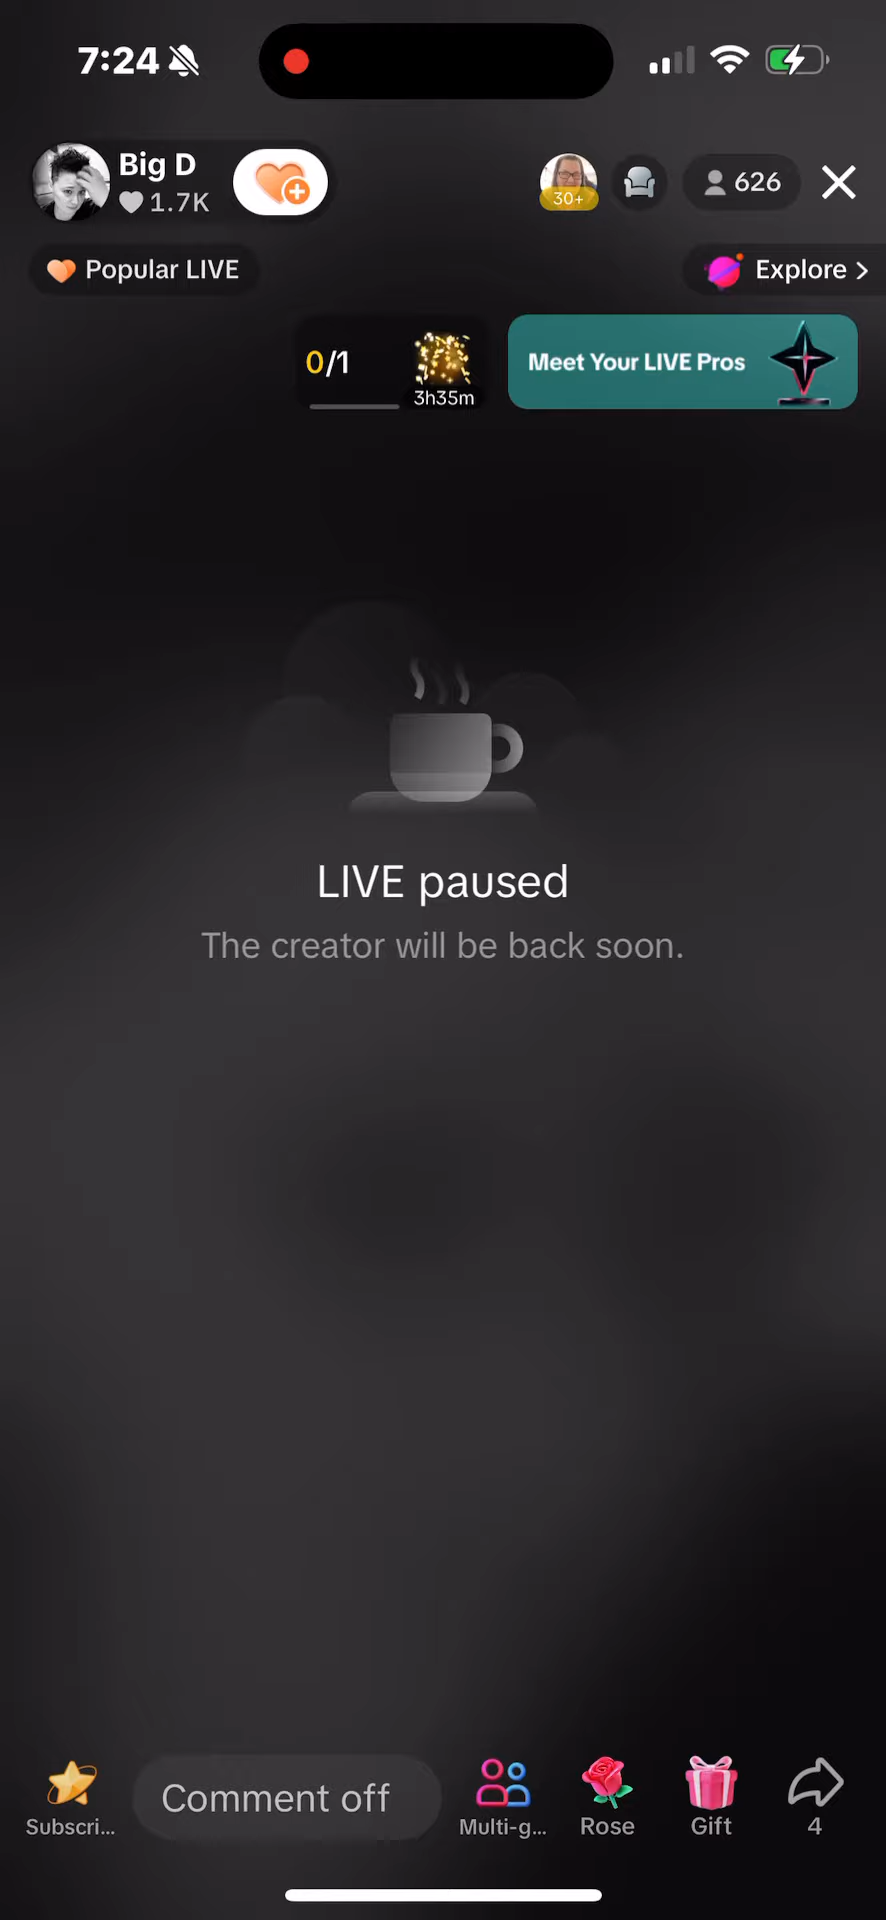 7:24
Big D
1.7K
30+
626
Popular LIVE
Explore >
0/1
3h35m
Meet Your LIVE Pros
LIVE paused
The creator will be back soon.
Comment off
Subscri...
Multi-g...
Rose
Gift
4